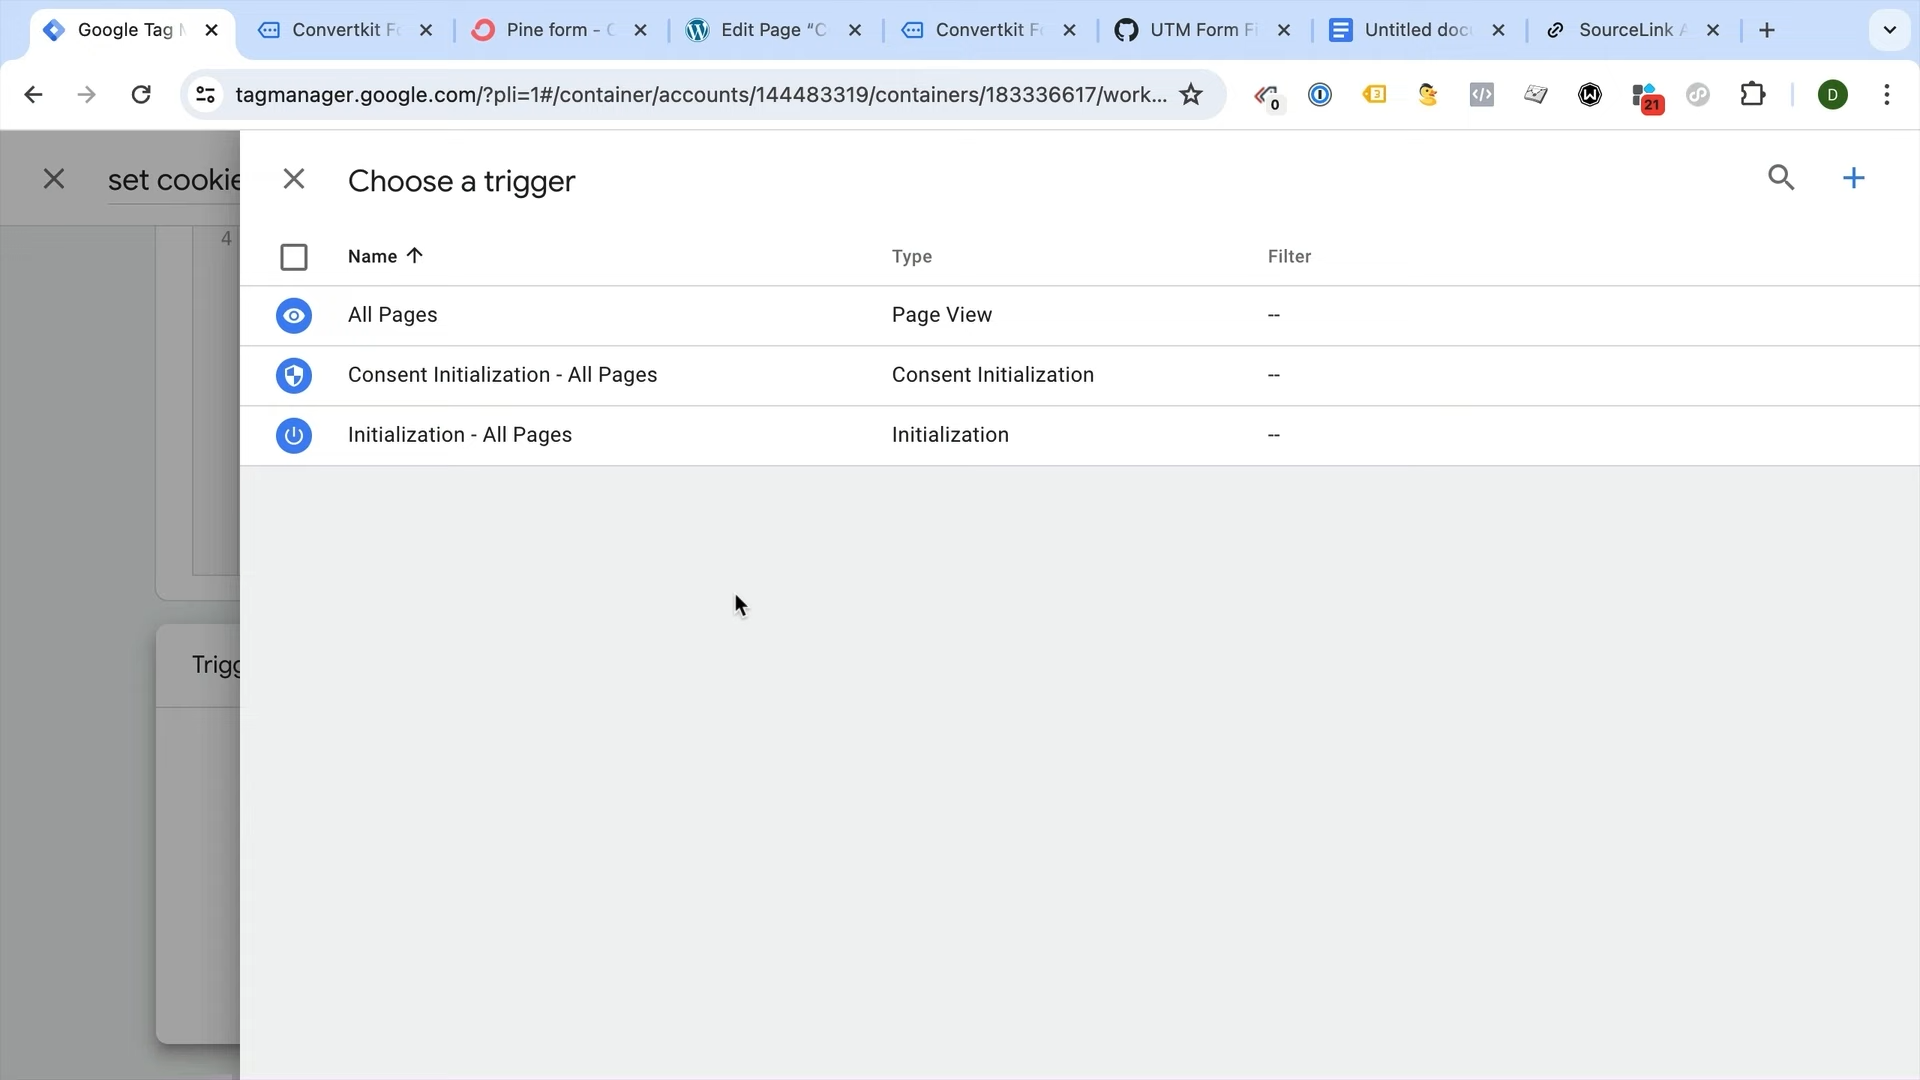 Google Tag M
Convertkit Fo
Pine form - C
Edit Page “C
Convertkit Fo
UTM Form Fi
Untitled doc
SourceLink A
tagmanager.google.com/?pli=1#/container/accounts/144483319/containers/183336617/work...
0
3
21
D
set cookie
Choose a trigger
4
Name
Type
Filter
All Pages
Page View
--
Consent Initialization - All Pages
Consent Initialization
--
Initialization - All Pages
Initialization
--
Trigg